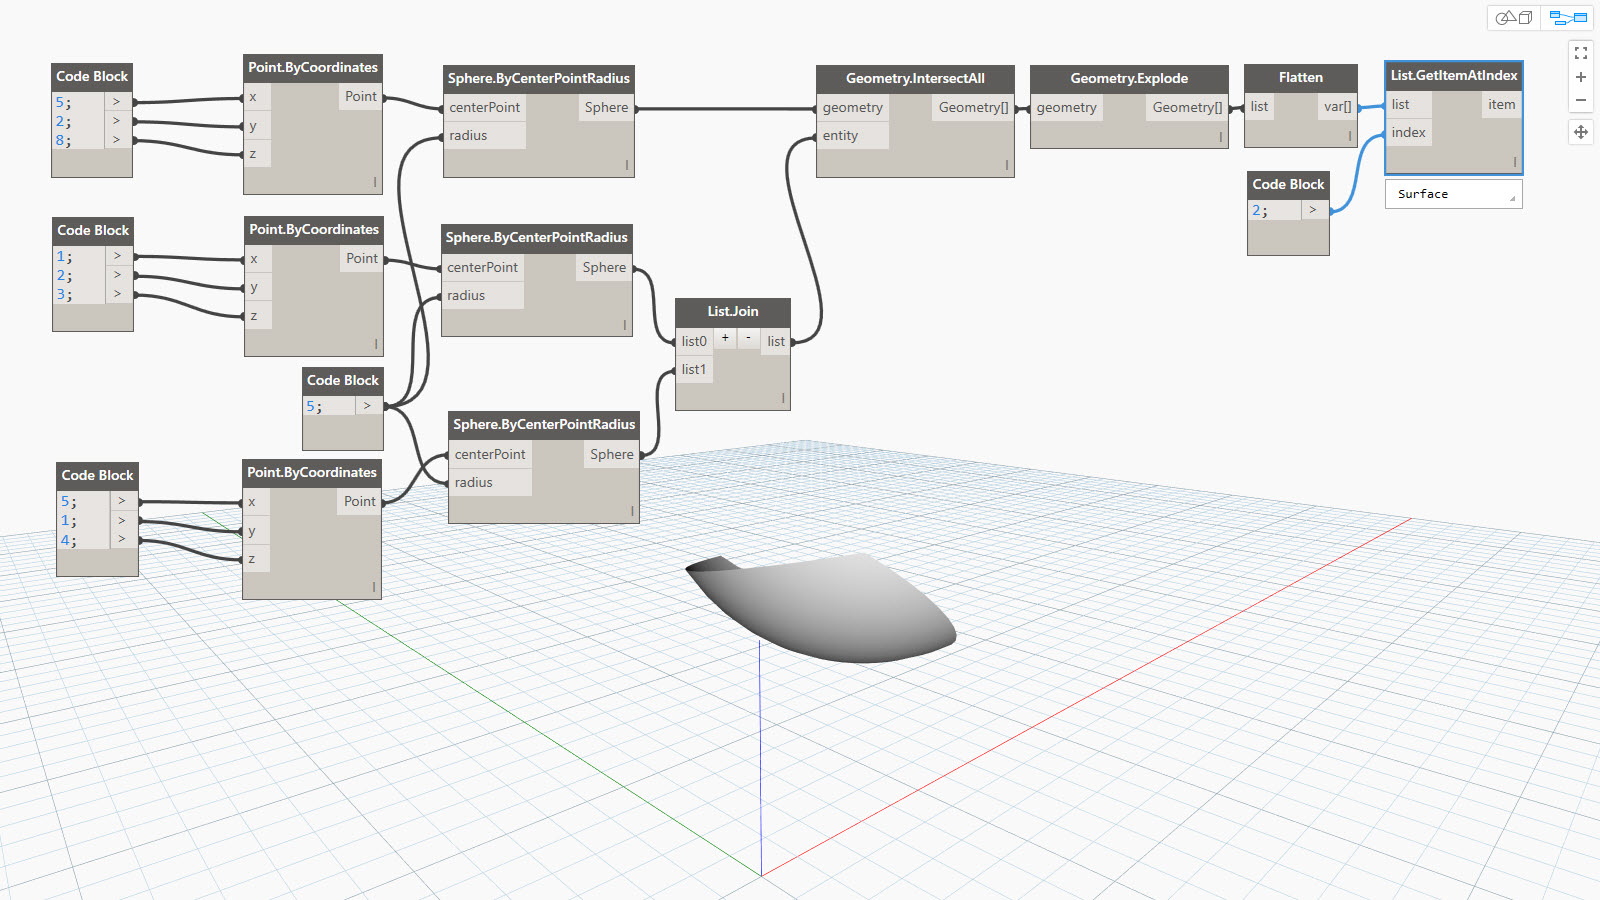 Code Block
5; >
2; >
8; >
Point.ByCoordinates
x Point
y
z
Sphere.ByCenterPointRadius
centerPoint Sphere
radius
Geometry.IntersectAll
geometry Geometry[]
entity
Geometry.Explode
geometry Geometry[]
Flatten
list var[]
List.GetItemAtIndex
list item
index
Surface
Code Block
2; >
Code Block
1; >
2; >
3; >
Point.ByCoordinates
x Point
y
z
Sphere.ByCenterPointRadius
centerPoint Sphere
radius
List.Join
list0 + - list
list1
Code Block
5; >
Sphere.ByCenterPointRadius
centerPoint Sphere
radius
Code Block
5; >
1; >
4; >
Point.ByCoordinates
x Point
y
z